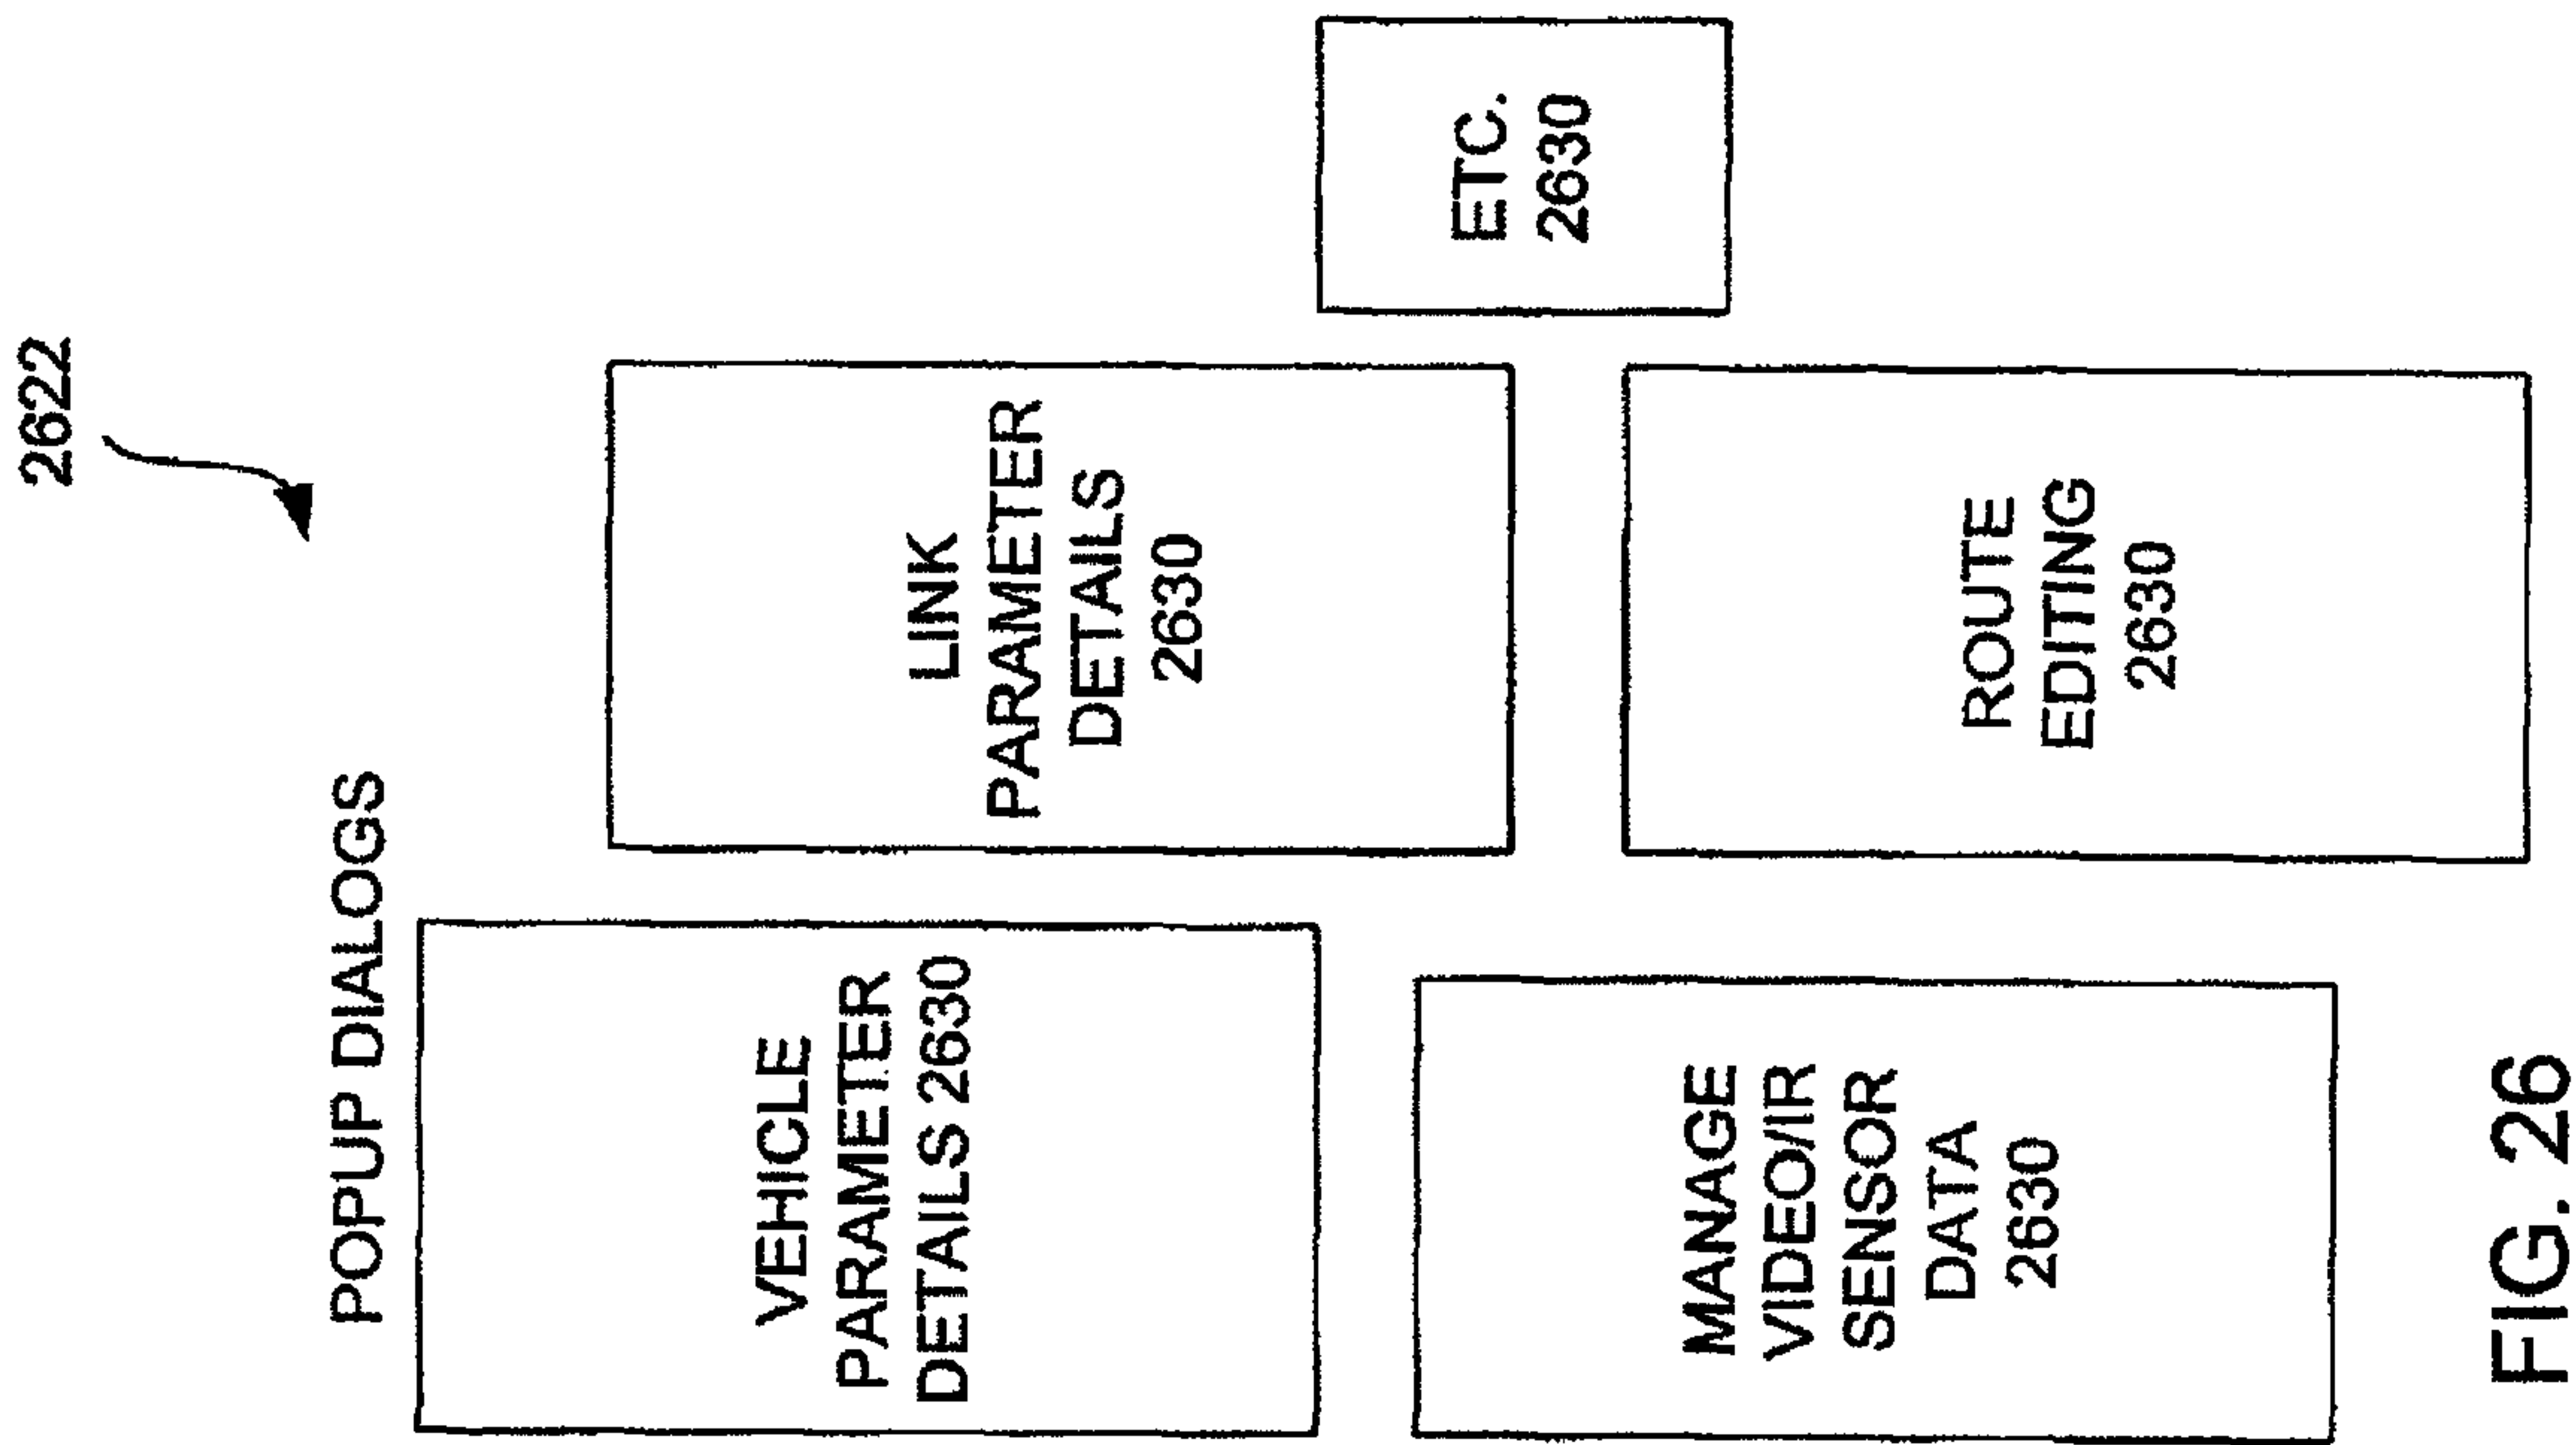 2622
POPUP DIALOGS
VEHICLE
PARAMETER
DETAILS 2630
LINK
PARAMETER
DETAILS
2630
MANAGE
VIDEO/IR
SENSOR
DATA
2630
ROUTE
EDITING
2630
ETC.
2630
FIG. 26